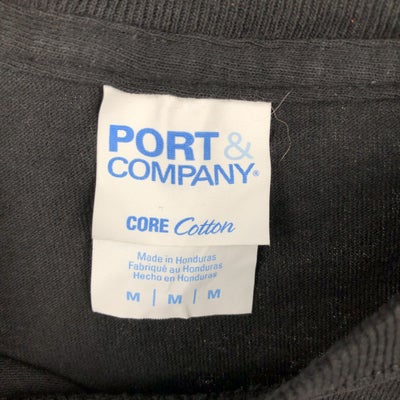 PORT &
COMPANY®
CORE Cotton
Made in Honduras
Fabriqué au Honduras
Hecho en Honduras
M | M | M